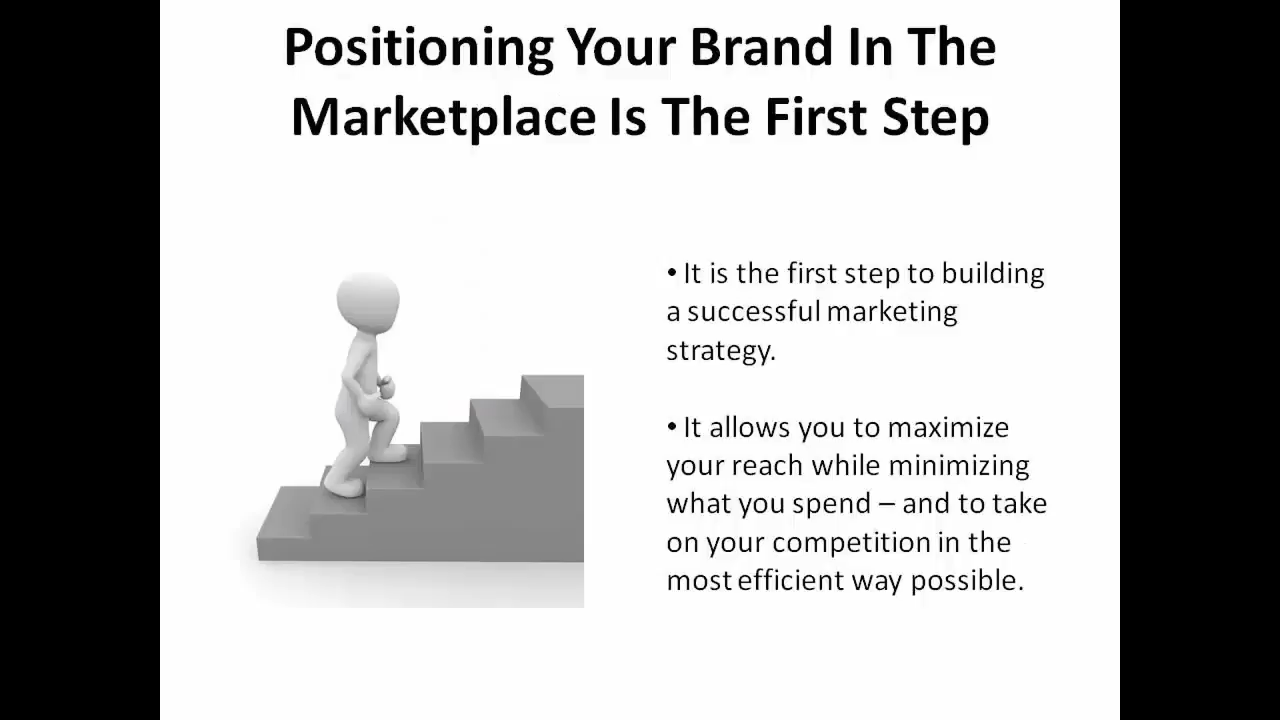 Positioning Your Brand In The
Marketplace Is The First Step
• It is the first step to building
a successful marketing
strategy.
• It allows you to maximize
your reach while minimizing
what you spend – and to take
on your competition in the
most efficient way possible.